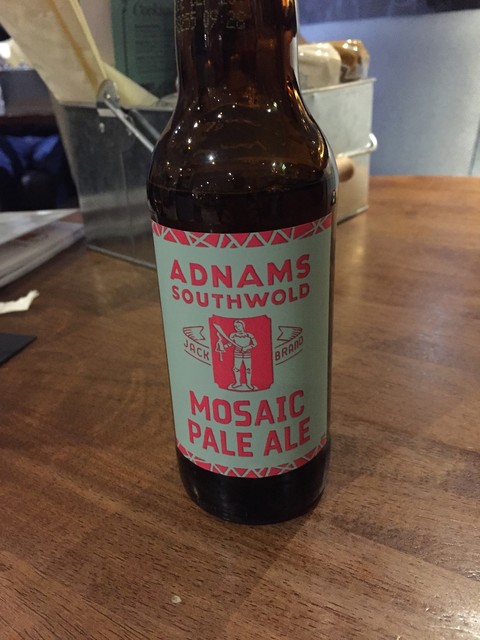 ADNAMS
SOUTHWOLD
JACK BRAND
MOSAIC
PALE ALE